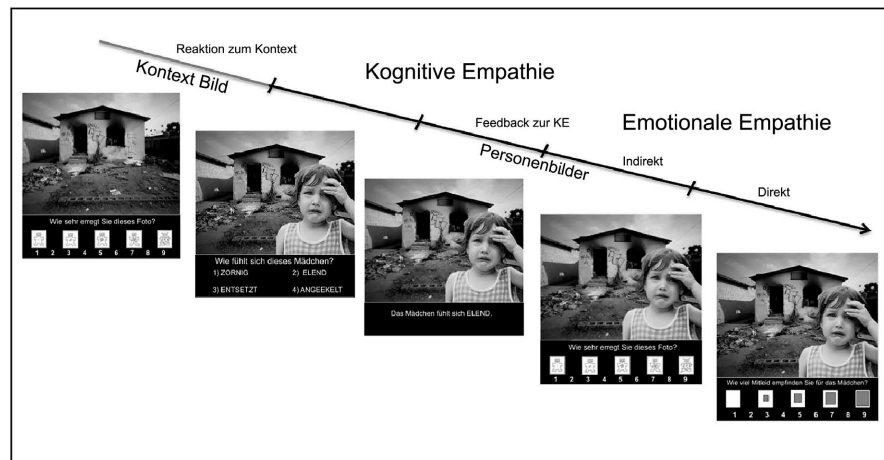 Reaktion zum Kontext
Kontext Bild
Kognitive Empathie
Feedback zur KE
Personenbilder
Emotionale Empathie
Indirekt
Direkt
Wie sehr erregt Sie dieses Foto?
1 2 3 4 5 6 7 8 9
Wie fühlt sich dieses Mädchen?
1) ZORNIG 2) ELEND
3) ENTSETZT 4) ANGEEKELT
Das Mädchen fühlt sich ELEND.
Wie sehr erregt Sie dieses Foto?
1 2 3 4 5 6 7 8 9
Wie viel Mitleid empfinden Sie für das Mädchen?
1 2 3 4 5 6 7 8 9